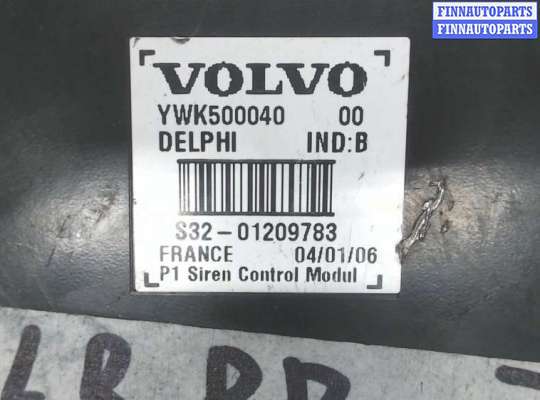 FINNAUTOPARTS
FINNAUTOPARTS
VOLVO
YWK500040 00
DELPHI IND:B
S32-01209783
FRANCE 04/01/06
P1 Siren Control Modul